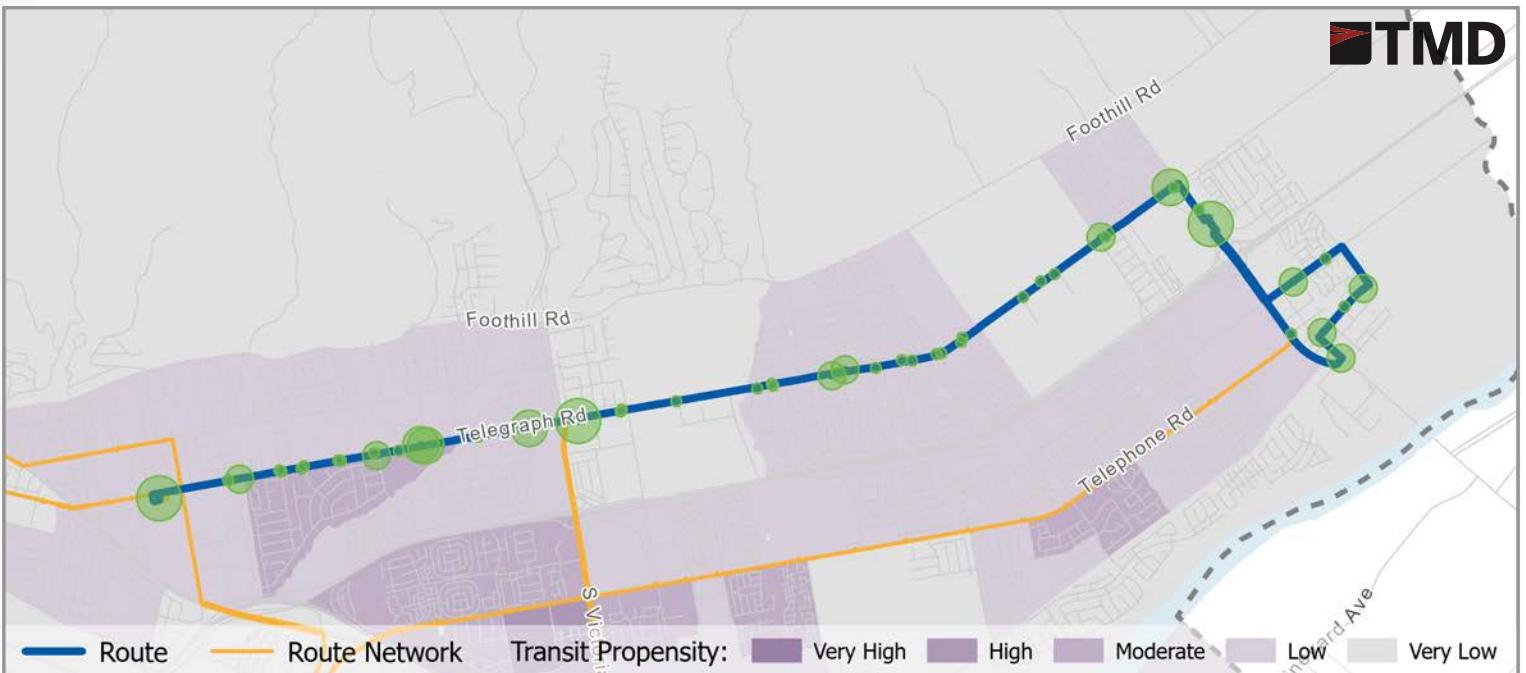 TMD
Foothill Rd
Foothill Rd
Telegraph Rd
Telephone Rd
S Victoria
Ave
Route
Route Network
Transit Propensity:
Very High
High
Moderate
Low
Very Low